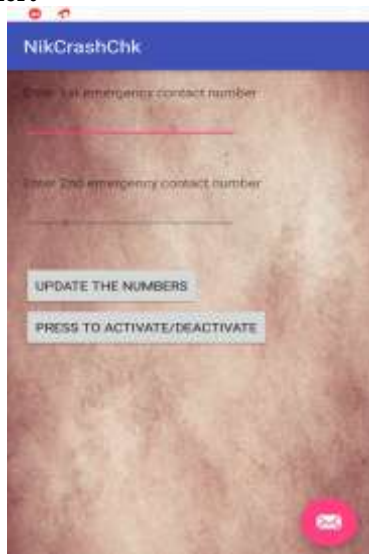 NikCrashChk
Enter 1st emergency contact number
Enter 2nd emergency contact number
UPDATE THE NUMBERS
PRESS TO ACTIVATE/DEACTIVATE